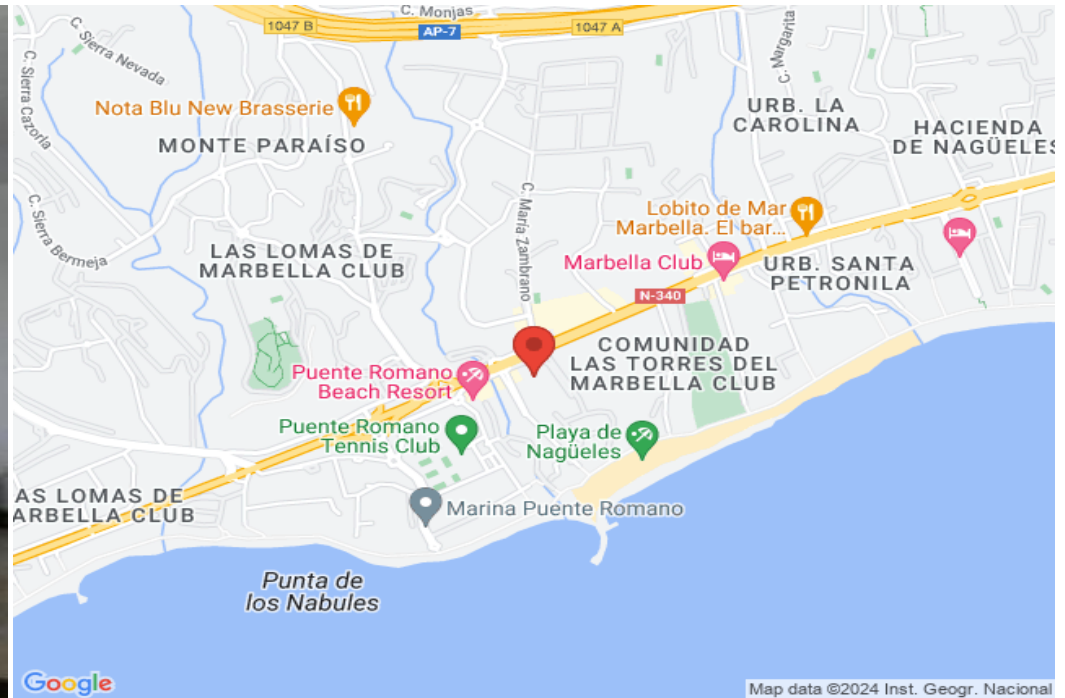 C. Monjas
1047 B
AP-7
1047 A
C. Sierra Nevada
C. Sierra Cazorla
C. Margarita
Nota Blu New Brasserie
MONTE PARAÍSO
URB. LA
CAROLINA
HACIENDA
DE NAGÜELES
C. María Zambrano
C. Sierra Bermeja
Lobito de Mar
Marbella. El bar...
LAS LOMAS DE
MARBELLA CLUB
Marbella Club
URB. SANTA
PETRONILA
N-340
COMUNIDAD
LAS TORRES DEL
MARBELLA CLUB
Puente Romano
Beach Resort
Puente Romano
Tennis Club
Playa de
Nagüeles
AS LOMAS DE
ARBELLA CLUB
Marina Puente Romano
Punta de
los Nabules
Google
Map data ©2024 Inst. Geogr. Nacional